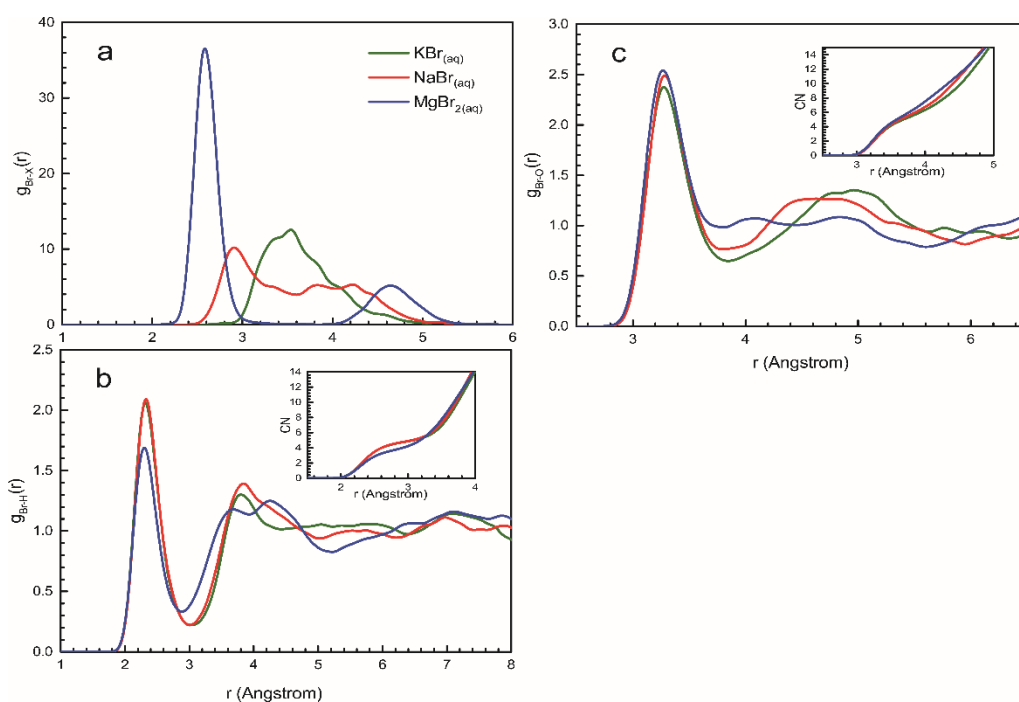 a
KBr(aq)
NaBr(aq)
MgBr2(aq)
gBr-X(r)
40
30
20
10
0
1 2 3 4 5 6
b
gBr-H(r)
2.5
2.0
1.5
1.0
0.5
0.0
1 2 3 4 5 6 7 8
r (Angstrom)
CN
14
12
10
8
6
4
2
0
2 3 4
r (Angstrom)
c
gBr-O(r)
3.0
2.5
2.0
1.5
1.0
0.5
0.0
3 4 5 6
r (Angstrom)
CN
14
12
10
8
6
4
2
0
3 4 5
r (Angstrom)